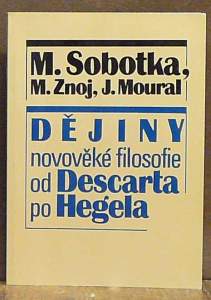 M. Sobotka,
M. Znoj, J. Moural
DĚJINY
novověké filosofie
od Descarta
po Hegela